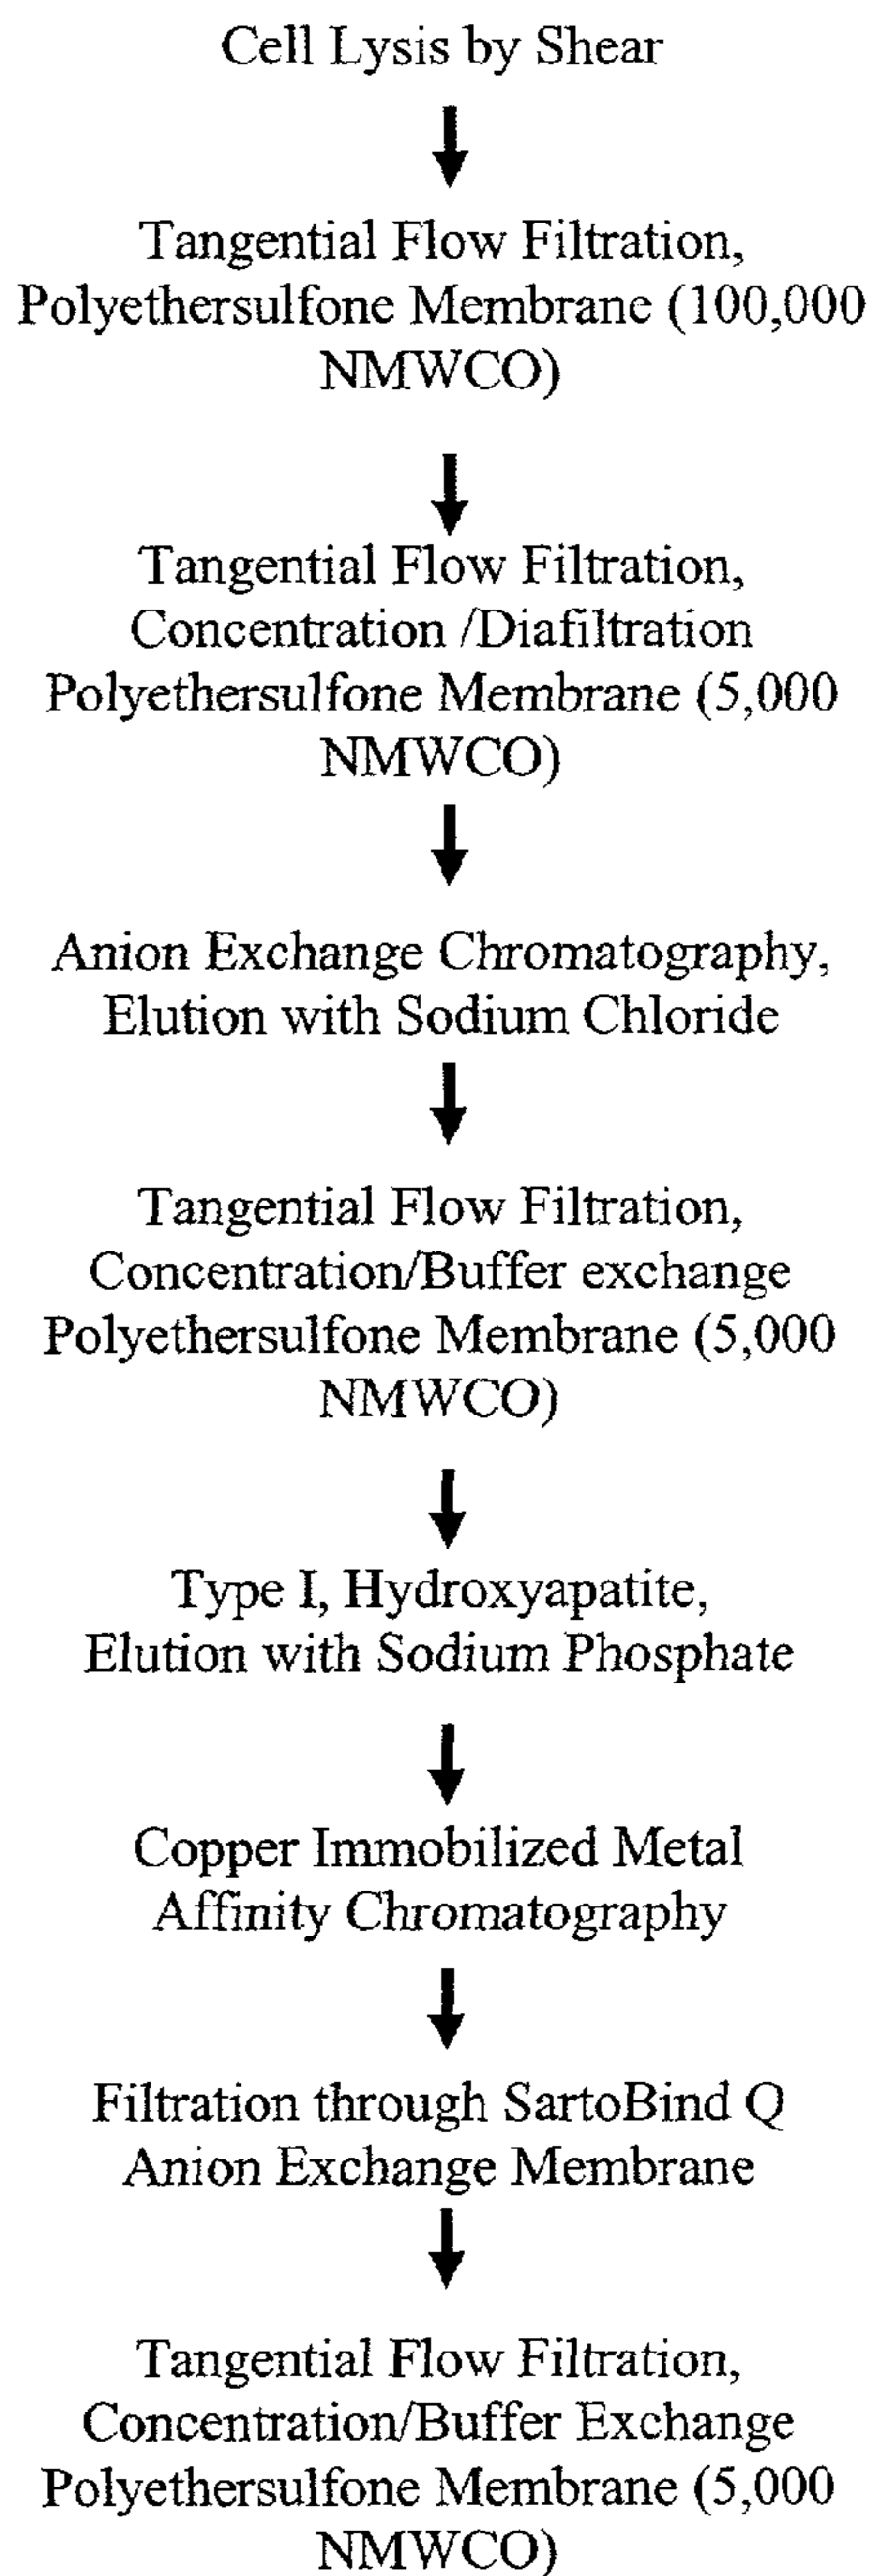 Cell Lysis by Shear
Tangential Flow Filtration,
Polyethersulfone Membrane (100,000
NMWCO)
Tangential Flow Filtration,
Concentration /Diafiltration
Polyethersulfone Membrane (5,000
NMWCO)
Anion Exchange Chromatography,
Elution with Sodium Chloride
Tangential Flow Filtration,
Concentration/Buffer exchange
Polyethersulfone Membrane (5,000
NMWCO)
Type I, Hydroxyapatite,
Elution with Sodium Phosphate
Copper Immobilized Metal
Affinity Chromatography
Filtration through SartoBind Q
Anion Exchange Membrane
Tangential Flow Filtration,
Concentration/Buffer Exchange
Polyethersulfone Membrane (5,000
NMWCO)